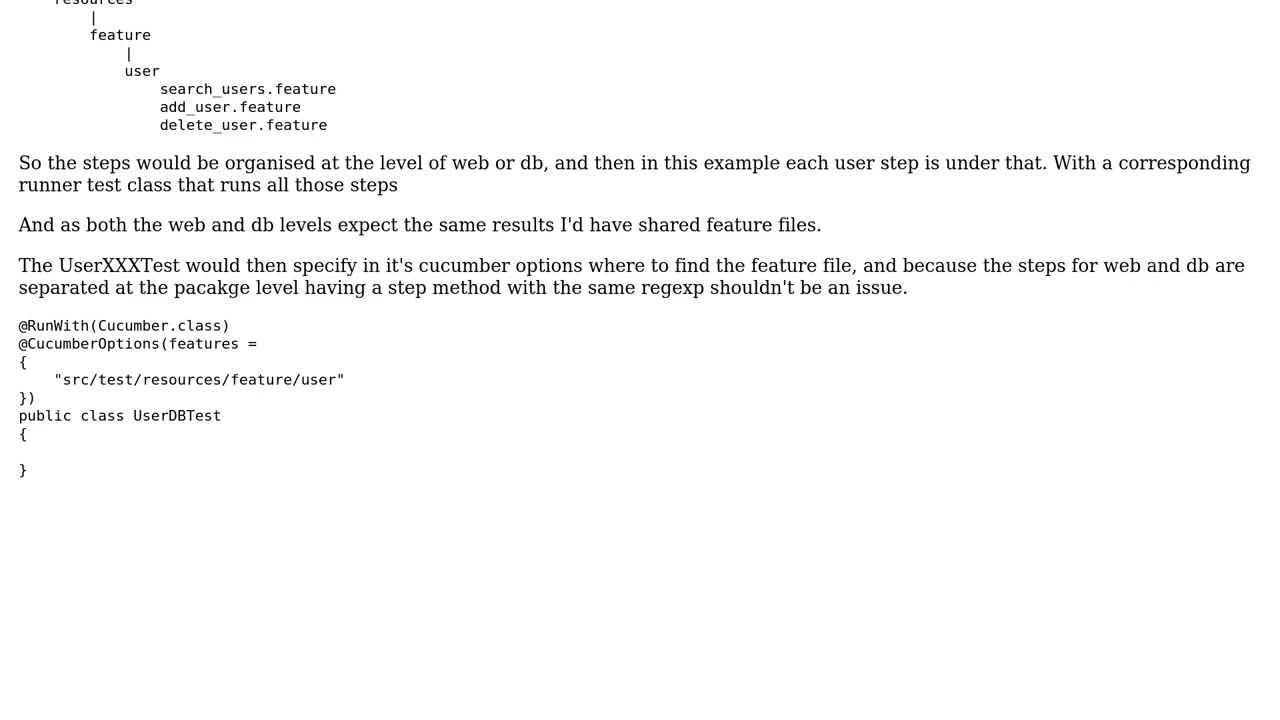 resources
|
feature
|
user
search_users.feature
add_user.feature
delete_user.feature
So the steps would be organised at the level of web or db, and then in this example each user step is under that. With a corresponding
runner test class that runs all those steps
And as both the web and db levels expect the same results I'd have shared feature files.
The UserXXXTest would then specify in it's cucumber options where to find the feature file, and because the steps for web and db are
separated at the pacakge level having a step method with the same regexp shouldn't be an issue.
@RunWith(Cucumber.class)
@CucumberOptions(features =
{
    "src/test/resources/feature/user"
})
public class UserDBTest
{
}